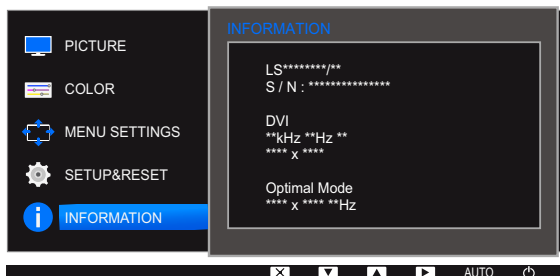 PICTURE
COLOR
MENU SETTINGS
SETUP&RESET
INFORMATION
INFORMATION
LS********/**
S / N : ***************
DVI
**kHz **Hz **
**** x ****
Optimal Mode
**** x **** **Hz
AUTO